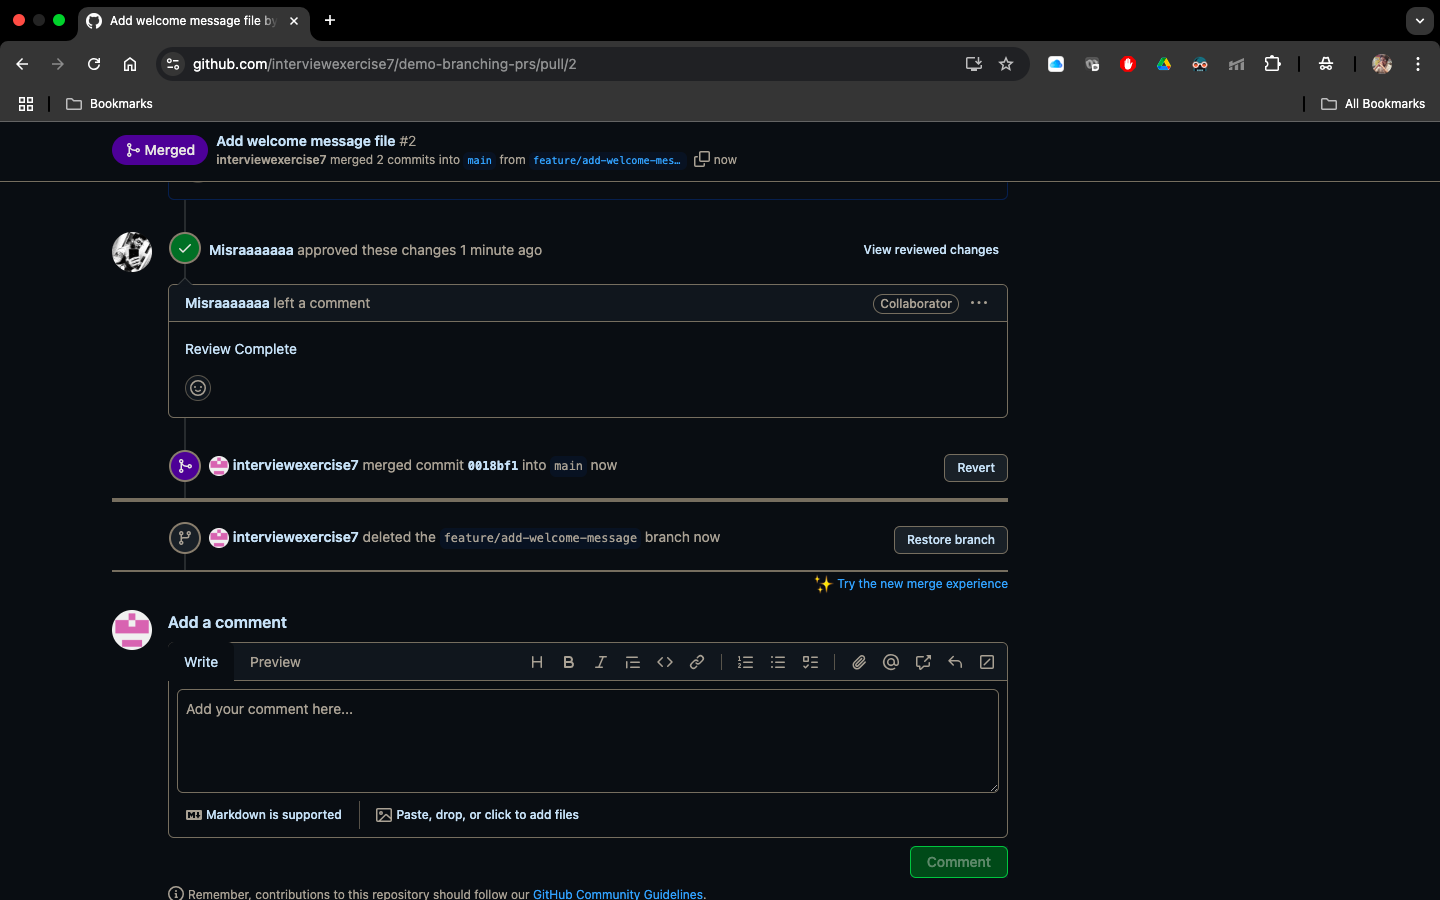 Add welcome message file by
github.com/interviewexercise7/demo-branching-prs/pull/2
Bookmarks
All Bookmarks
Merged
Add welcome message file #2
interviewexercise7 merged 2 commits into main from feature/add-welcome-mes… now
Misraaaaaaa approved these changes 1 minute ago
View reviewed changes
Misraaaaaaa left a comment
Collaborator
Review Complete
interviewexercise7 merged commit 0018bf1 into main now
Revert
interviewexercise7 deleted the feature/add-welcome-message branch now
Restore branch
Try the new merge experience
Add a comment
Write
Preview
Add your comment here...
Markdown is supported
Paste, drop, or click to add files
Comment
Remember, contributions to this repository should follow our GitHub Community Guidelines.